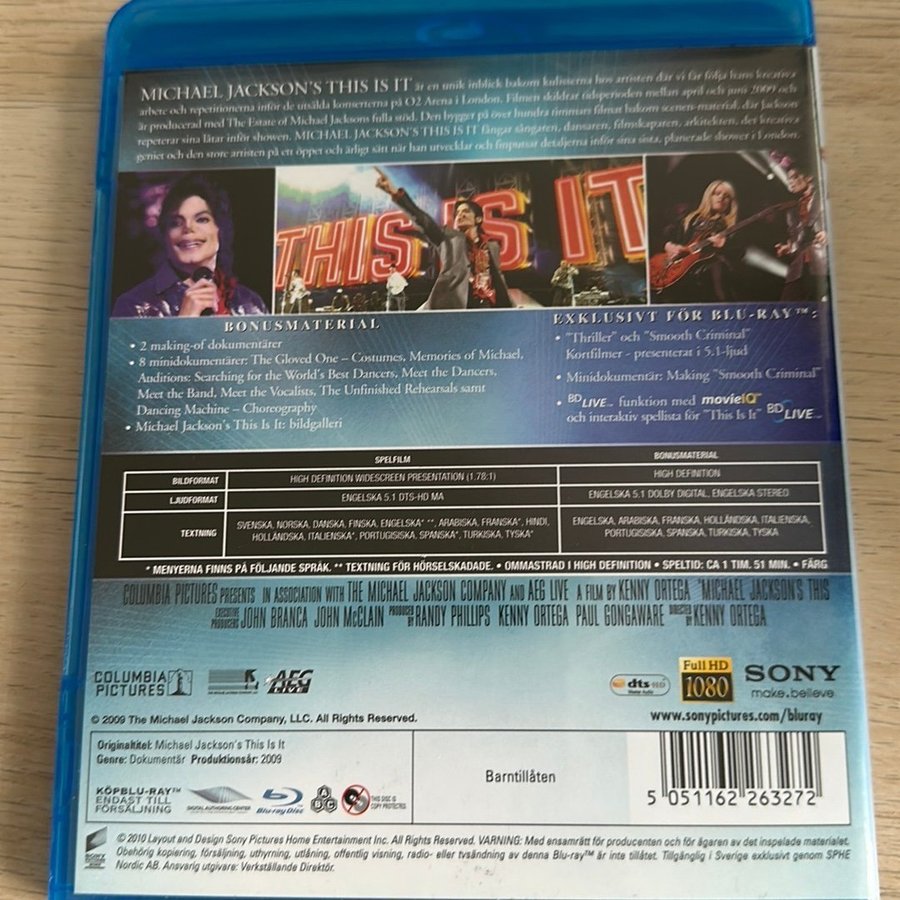 MICHAEL JACKSON'S THIS IS IT är en unik inblick bakom kulisserna hos artisten där vi får följa hans kreativa
arbete och repetitionerna inför de utsålda konserterna på O2 Arena i London. Filmen skildrar tidsperioden mellan april och juni 2009 och
är producerad med The Estate of Michael Jacksons fulla stöd. Den bygger på över hundra timmars filmat bakom scenen-material, där Jackson
repeterar sina låtar inför showen. MICHAEL JACKSON'S THIS IS IT fångar sångaren, dansaren, filmskaparen, arkitekten, det kreativa
geniet och den store artisten på ett öppet och ärligt sätt när han utvecklar och finputsar detaljerna inför sina sista, planerade shower i London.
THIS IS IT
BONUSMATERIAL
• 2 making-of dokumentärer
• 8 minidokumentärer: The Gloved One – Costumes, Memories of Michael,
Auditions: Searching for the World's Best Dancers, Meet the Dancers,
Meet the Band, Meet the Vocalists, The Unfinished Rehearsals samt
Dancing Machine – Choreography
• Michael Jackson's This Is It: bildgalleri
EXKLUSIVT FÖR BLU-RAY™:
• "Thriller" och "Smooth Criminal"
Kortfilmer - presenterat i 5.1-ljud
• Minidokumentär: Making "Smooth Criminal"
• BD LIVE™ funktion med movieIQ™
och interaktiv spellista för "This Is It" BD LIVE™
SPELFILM BONUSMATERIAL
BILDFORMAT HIGH DEFINITION WIDESCREEN PRESENTATION (1.78:1) HIGH DEFINITION
LJUDFORMAT ENGELSKA 5.1 DTS-HD MA ENGELSKA 5.1 DOLBY DIGITAL, ENGELSKA STEREO
TEXTNING SVENSKA, NORSKA, DANSKA, FINSKA, ENGELSKA* **, ARABISKA, FRANSKA*, HINDI, ENGELSKA, ARABISKA, FRANSKA, HOLLÄNDSKA, ITALIENSKA,
HOLLÄNDSKA, ITALIENSKA*, PORTUGISISKA, SPANSKA*, TURKISKA, TYSKA* PORTUGISISKA, SPANSKA, TURKISKA, TYSKA
* MENYERNA FINNS PÅ FÖLJANDE SPRÅK. ** TEXTNING FÖR HÖRSELSKADADE. • OMMASTRAD I HIGH DEFINITION • SPELTID: CA 1 TIM. 51 MIN. • FÄRG
COLUMBIA PICTURES PRESENTS IN ASSOCIATION WITH THE MICHAEL JACKSON COMPANY AND AEG LIVE A FILM BY KENNY ORTEGA "MICHAEL JACKSON'S THIS
EXECUTIVE PRODUCERS JOHN BRANCA JOHN McCLAIN PRODUCED BY RANDY PHILLIPS KENNY ORTEGA PAUL GONGAWARE DIRECTED BY KENNY ORTEGA
COLUMBIA PICTURES
AEG LIVE
dts-HD Master Audio
Full HD 1080
SONY
make.believe
www.sonypictures.com/bluray
© 2009 The Michael Jackson Company, LLC. All Rights Reserved.
Originaltitel: Michael Jackson's This Is It
Genre: Dokumentär Produktionsår: 2009
KÖPBLU-RAY™
ENDAST TILL
FÖRSÄLJNING
DIGITAL AUTHORING CENTER
Blu-ray Disc
A B C
THIS DISC IS
COPY PROTECTED
Barntillåten
5 051162 263272
SONY
© 2010 Layout and Design Sony Pictures Home Entertainment Inc. All Rights Reserved. VARNING: Med ensamrätt för producenten och för ägaren av det inspelade materialet.
Obehörig kopiering, försäljning, uthyrning, utlåning, offentlig visning, radio- eller tvsändning av denna Blu-ray™ är inte tillåten. Tillgänglig i Sverige exklusivt genom SPHE
Nordic AB. Ansvarig utgivare: Verkställande Direktör.